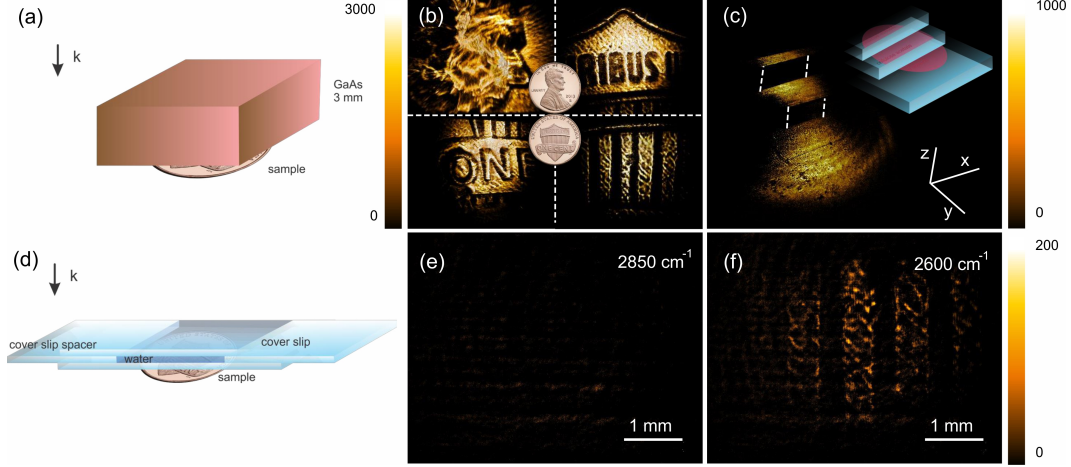 (a)
k
GaAs
3 mm
sample
3000
0
(b)
RIBUS
ONE
(c)
z
x
y
1000
0
(d)
k
cover slip spacer
cover slip
water
sample
(e)
2850 cm-1
1 mm
(f)
2600 cm-1
1 mm
200
0